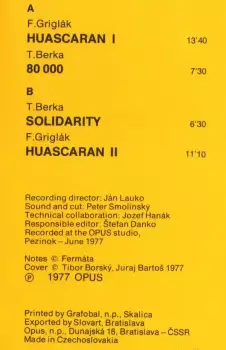 A
F.Griglák
HUASCARAN I 13'40
T.Berka
80 000 7'30
B
T.Berka
SOLIDARITY 6'30
F.Griglák
HUASCARAN II 11'10
Recording director: Ján Lauko
Sound and cut: Peter Smolinský
Technical collaboration: Jozef Hanák
Responsible editor: Štefan Danko
Recorded at the OPUS studio,
Pezinok – June 1977
Notes © Fermáta
Cover © Tibor Borský, Juraj Bartoš 1977
Ⓟ 1977 OPUS
Printed by Grafobal, n.p., Skalica
Exported by Slovart, Bratislava
Opus, n.p., Dunajská 18, Bratislava – ČSSR
Made in Czechoslovakia